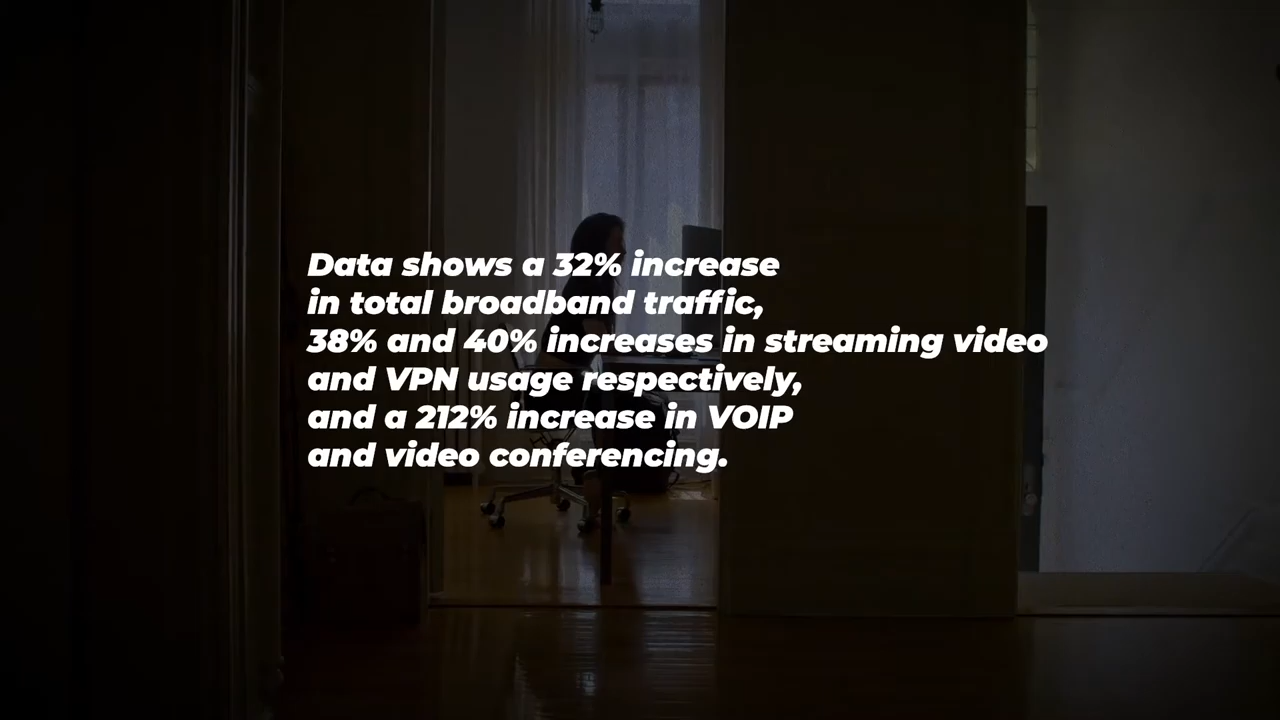 Data shows a 32% increase
in total broadband traffic,
38% and 40% increases in streaming video
and VPN usage respectively,
and a 212% increase in VOIP
and video conferencing.